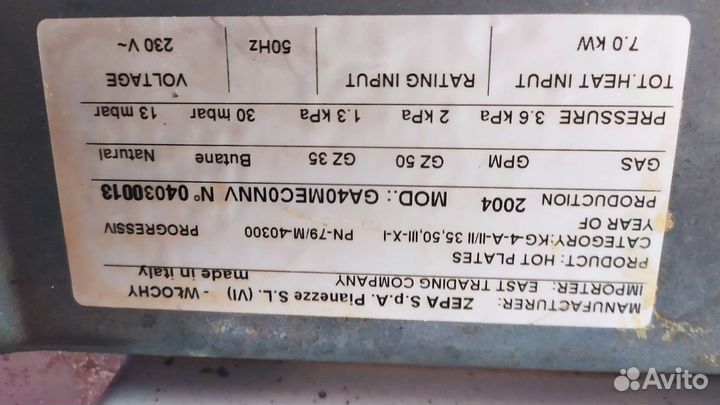 MANUFACTURER: ZEPA S.p.A. Pianezze S.L. (VI) - WŁOCHY
IMPORTER: EAST TRADING COMPANY made in italy
PRODUCT: HOT PLATES
CATEGORY:KG-4-A-II/II 35,50,III-X-I PN-79/M-40300 PROGRESSIV
YEAR OF
PRODUCTION 2004 MOD.: GA40MEC0NNV N° 04030013
GAS GPM GZ 50 GZ 35 Butane Natural
PRESSURE 3.6 kPa 2 kPa 1.3 kPa 30 mbar 13 mbar
TOT.HEAT INPUT RATING INPUT VOLTAGE
7.0 KW 50Hz 230 V~
Avito